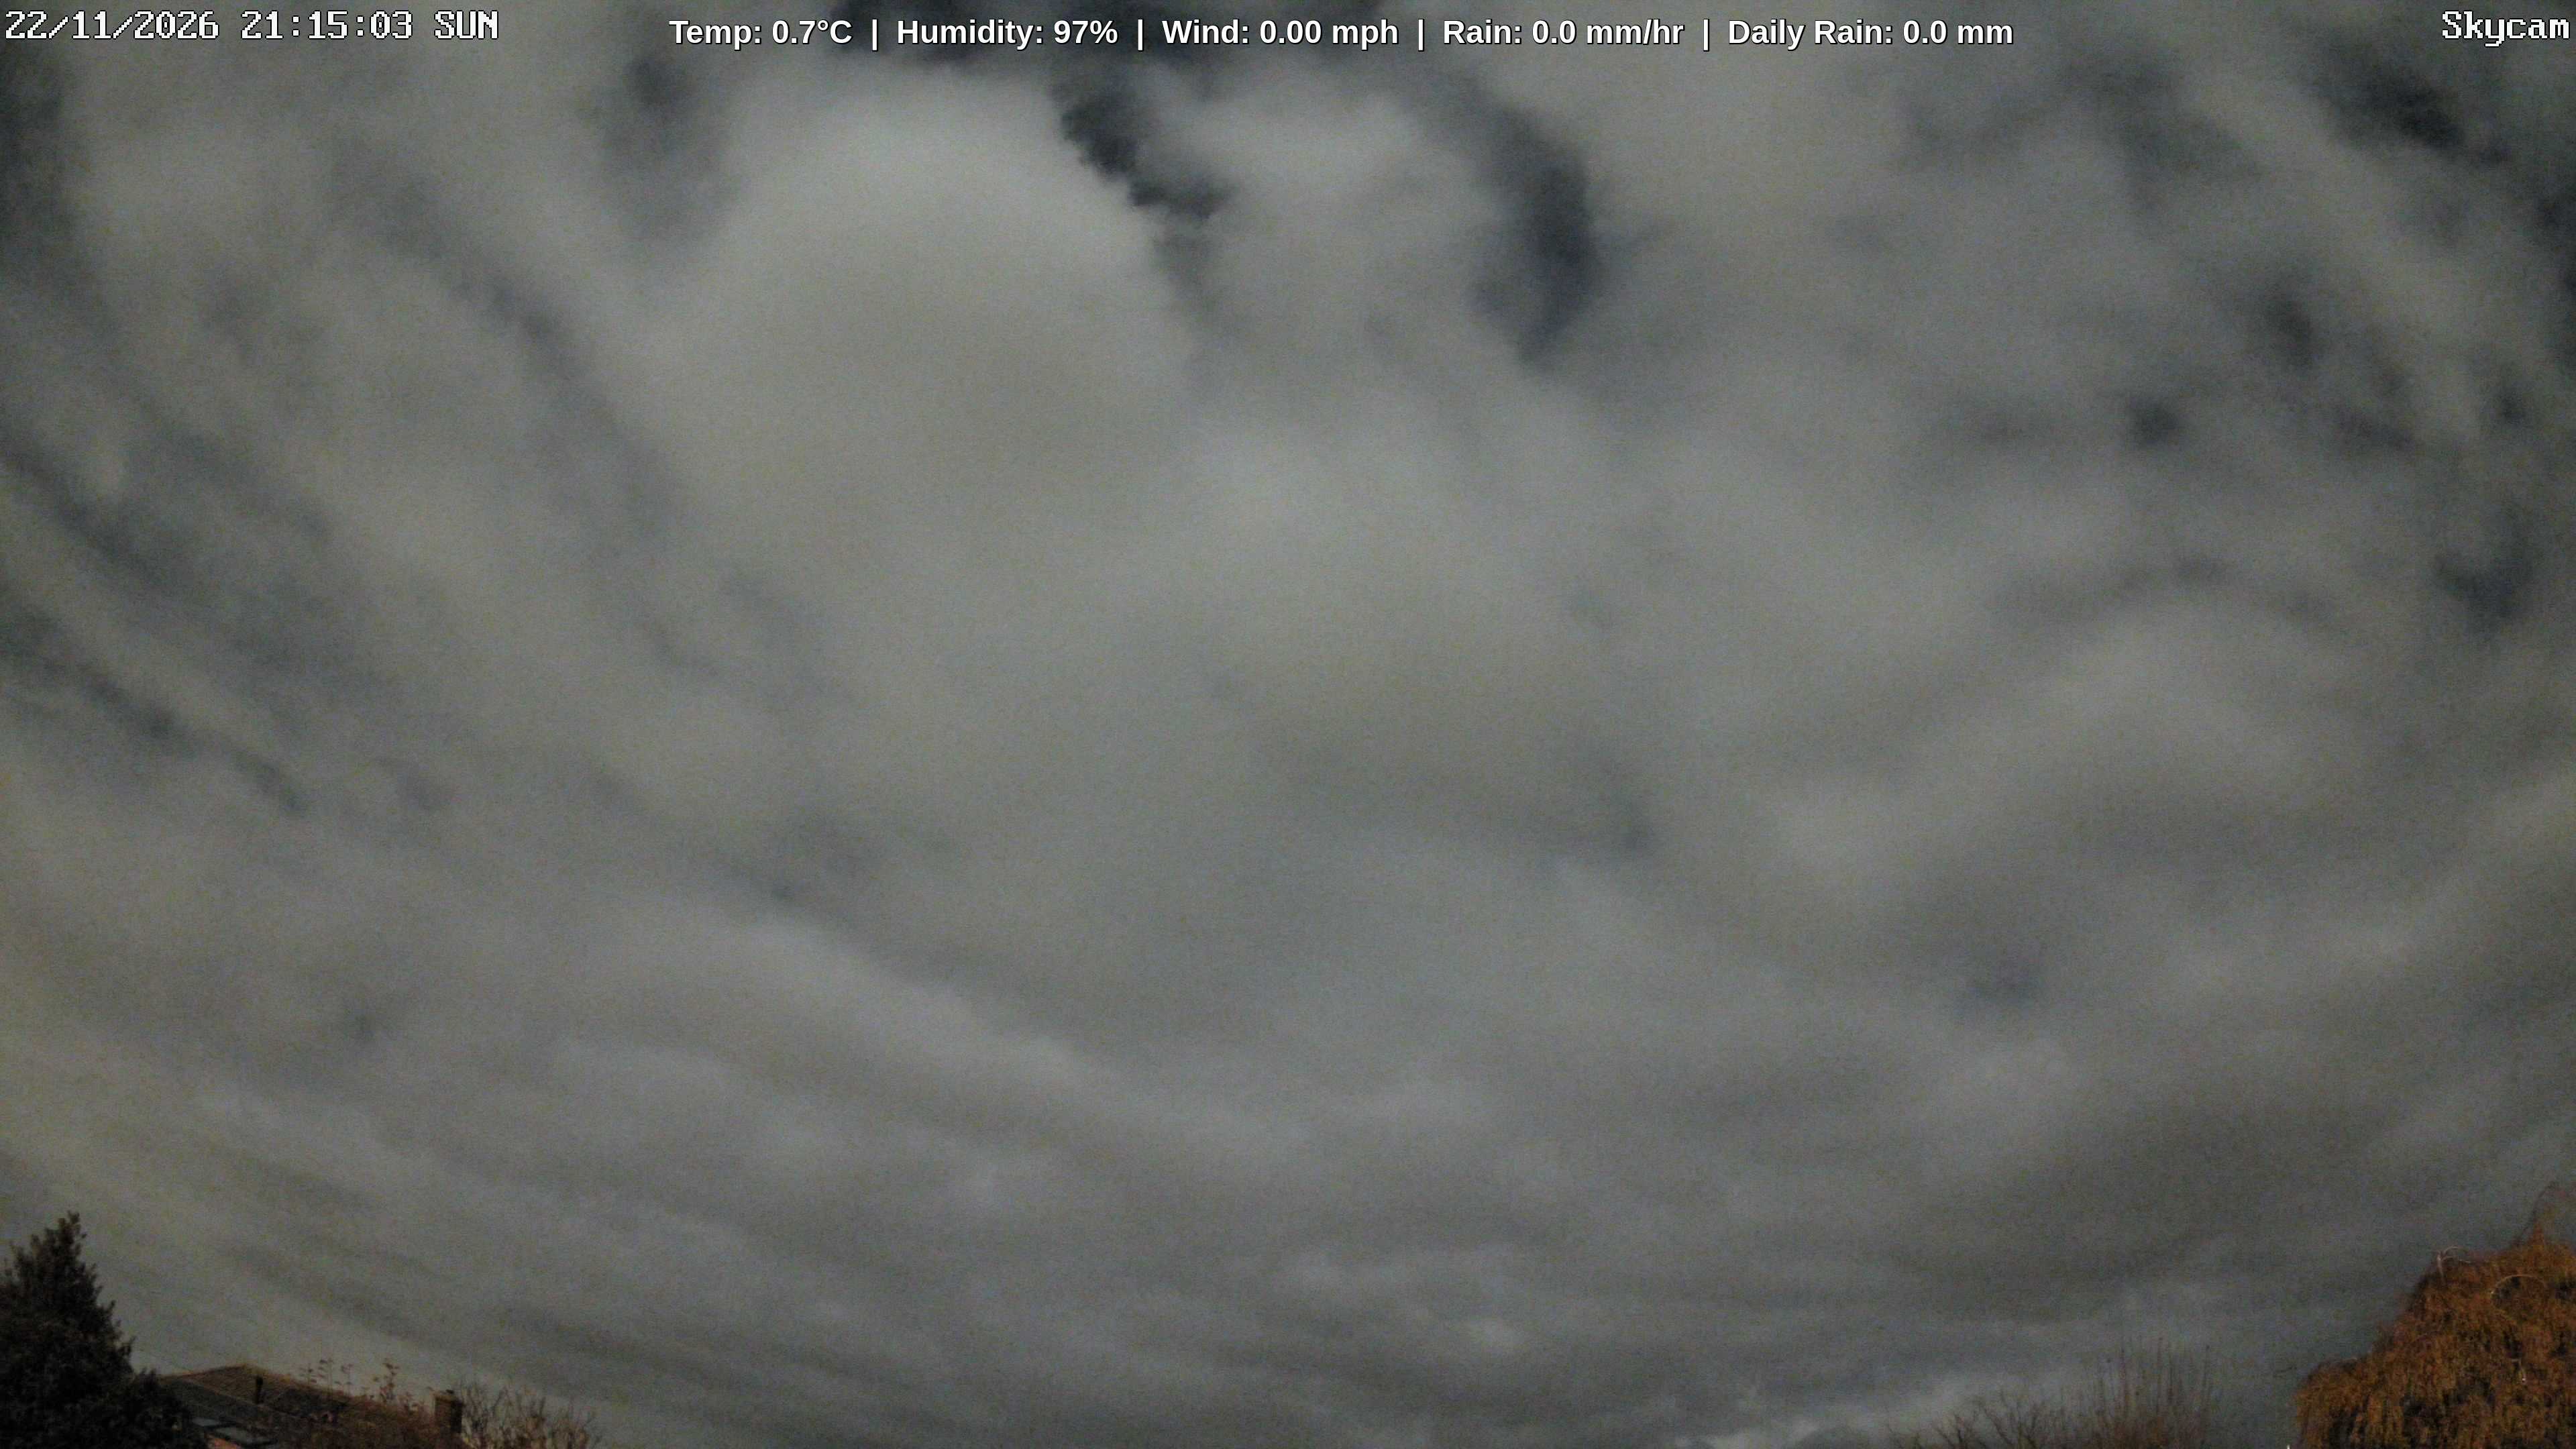 22/11/2026 21:15:03 SUN
Temp: 0.7°C | Humidity: 97% | Wind: 0.00 mph | Rain: 0.0 mm/hr | Daily Rain: 0.0 mm
Skycam